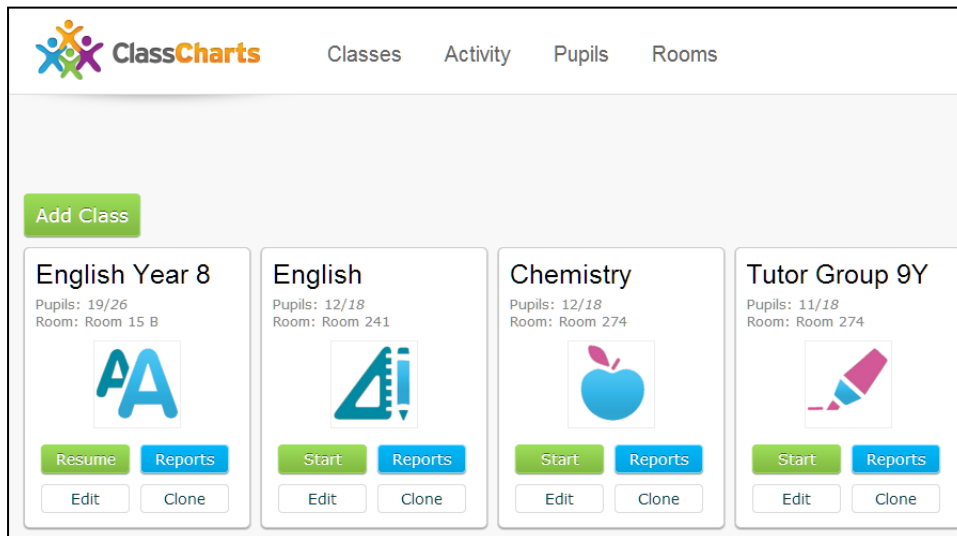 ClassCharts Classes Activity Pupils Rooms
Add Class
English Year 8
Pupils: 19/26
Room: Room 15 B
AA
Resume Reports
Edit Clone
English
Pupils: 12/18
Room: Room 241
Start Reports
Edit Clone
Chemistry
Pupils: 12/18
Room: Room 274
Start Reports
Edit Clone
Tutor Group 9Y
Pupils: 11/18
Room: Room 274
Start Reports
Edit Clone